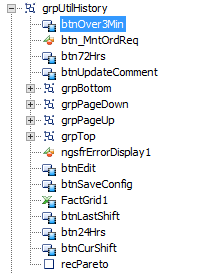 grpUtilHistory
btnOver3Min
btn_MntOrdReq
btn72Hrs
btnUpdateComment
grpBottom
grpPageDown
grpPageUp
grpTop
ngsfrErrorDisplay1
btnEdit
btnSaveConfig
FactGrid1
btnLastShift
btn24Hrs
btnCurShift
recPareto